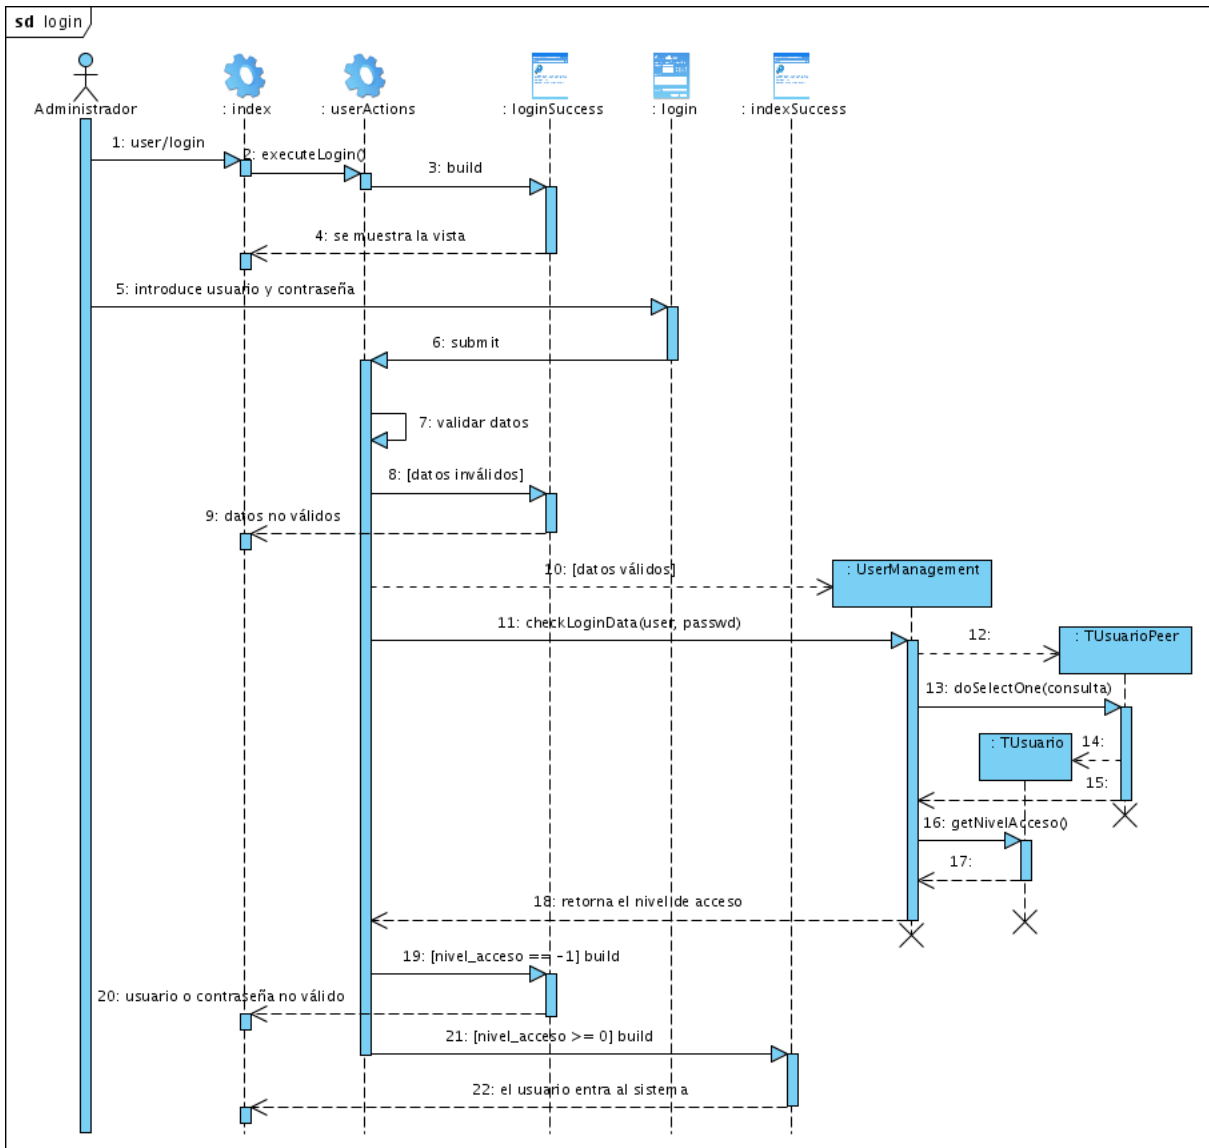 sd login
Administrador
: index
: userActions
: loginSuccess
: login
: indexSuccess
1: user/login
2: executeLogin()
3: build
4: se muestra la vista
5: introduce usuario y contraseña
6: submit
7: validar datos
8: [datos inválidos]
9: datos no válidos
10: [datos válidos]
: UserManagement
11: checkLoginData(user, passwd)
12:
: TUsuarioPeer
13: doSelectOne(consulta)
: TUsuario
14:
15:
16: getNivelAcceso()
17:
18: retorna el nivel de acceso
19: [nivel_acceso == -1] build
20: usuario o contraseña no válido
21: [nivel_acceso >= 0] build
22: el usuario entra al sistema